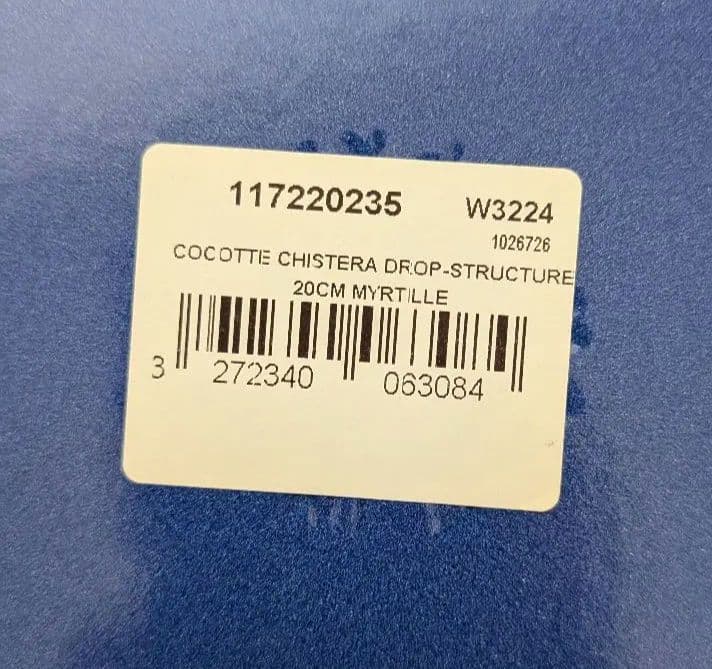 117220235 W3224
1026726
COCOTTE CHISTERA DROP-STRUCTURE
20CM MYRTILLE
3 272340 063084